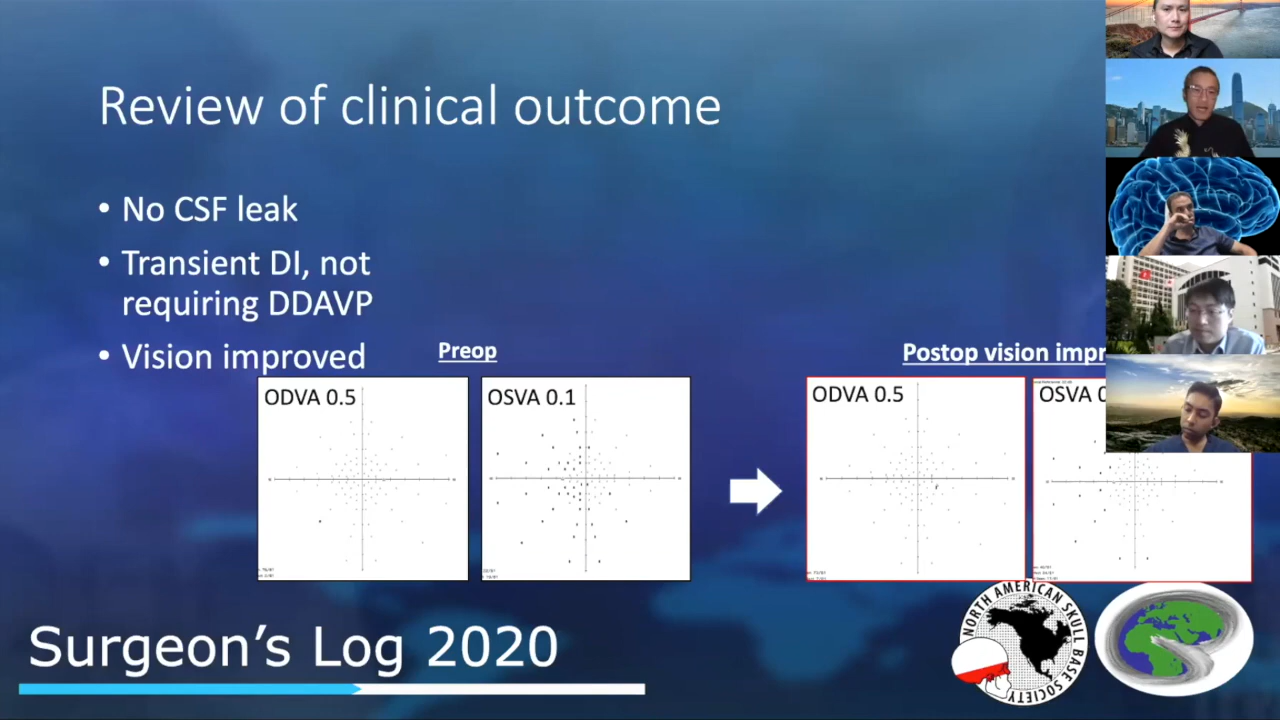 Review of clinical outcome
• No CSF leak
• Transient DI, not
requiring DDAVP
• Vision improved
Preop
Postop vision impr
ODVA 0.5
OSVA 0.1
ODVA 0.5
OSVA 0
Surgeon's Log 2020
NORTH AMERICAN SKULL BASE SOCIETY